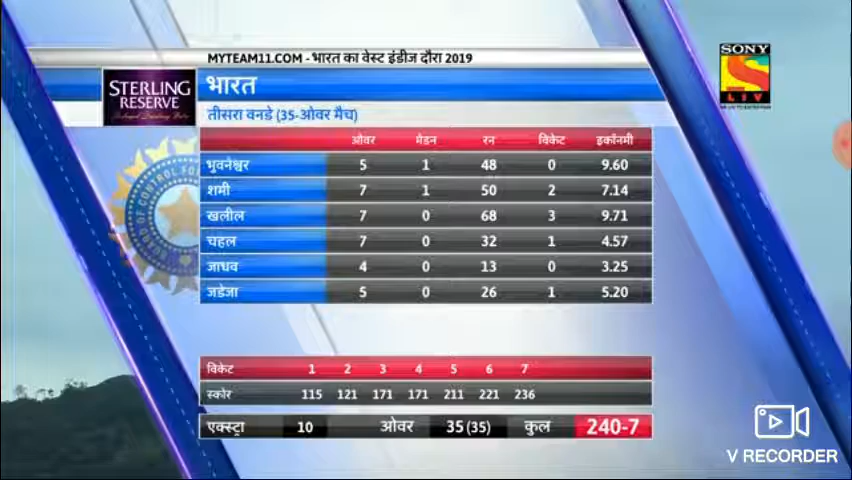 MYTEAM11.COM - भारत का वेस्ट इंडीज दौरा 2019
SONY
LIV
STERLING
RESERVE
भारत
तीसरा वनडे (35-ओवर मैच)
ओवर मेडन रन विकेट इकॉनमी
भुवनेश्वर 5 1 48 0 9.60
शमी 7 1 50 2 7.14
खलील 7 0 68 3 9.71
चहल 7 0 32 1 4.57
जाधव 4 0 13 0 3.25
जडेजा 5 0 26 1 5.20
विकेट 1 2 3 4 5 6 7
स्कोर 115 121 171 171 211 221 236
एक्स्ट्रा 10 ओवर 35 (35) कुल 240-7
V RECORDER